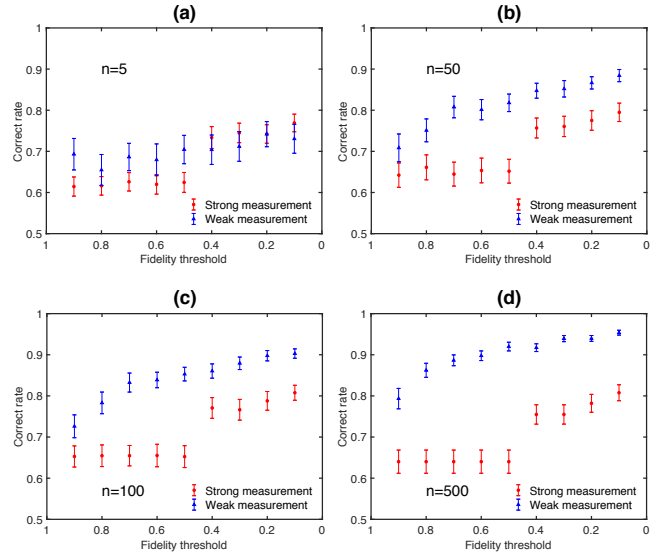 (a)
n=5
1
0.9
0.8
0.7
0.6
0.5
Correct rate
1 0.8 0.6 0.4 0.2 0
Fidelity threshold
Strong measurement
Weak measurement
(b)
n=50
1
0.9
0.8
0.7
0.6
0.5
Correct rate
1 0.8 0.6 0.4 0.2 0
Fidelity threshold
Strong measurement
Weak measurement
(c)
n=100
1
0.9
0.8
0.7
0.6
0.5
Correct rate
1 0.8 0.6 0.4 0.2 0
Fidelity threshold
Strong measurement
Weak measurement
(d)
n=500
1
0.9
0.8
0.7
0.6
0.5
Correct rate
1 0.8 0.6 0.4 0.2 0
Fidelity threshold
Strong measurement
Weak measurement